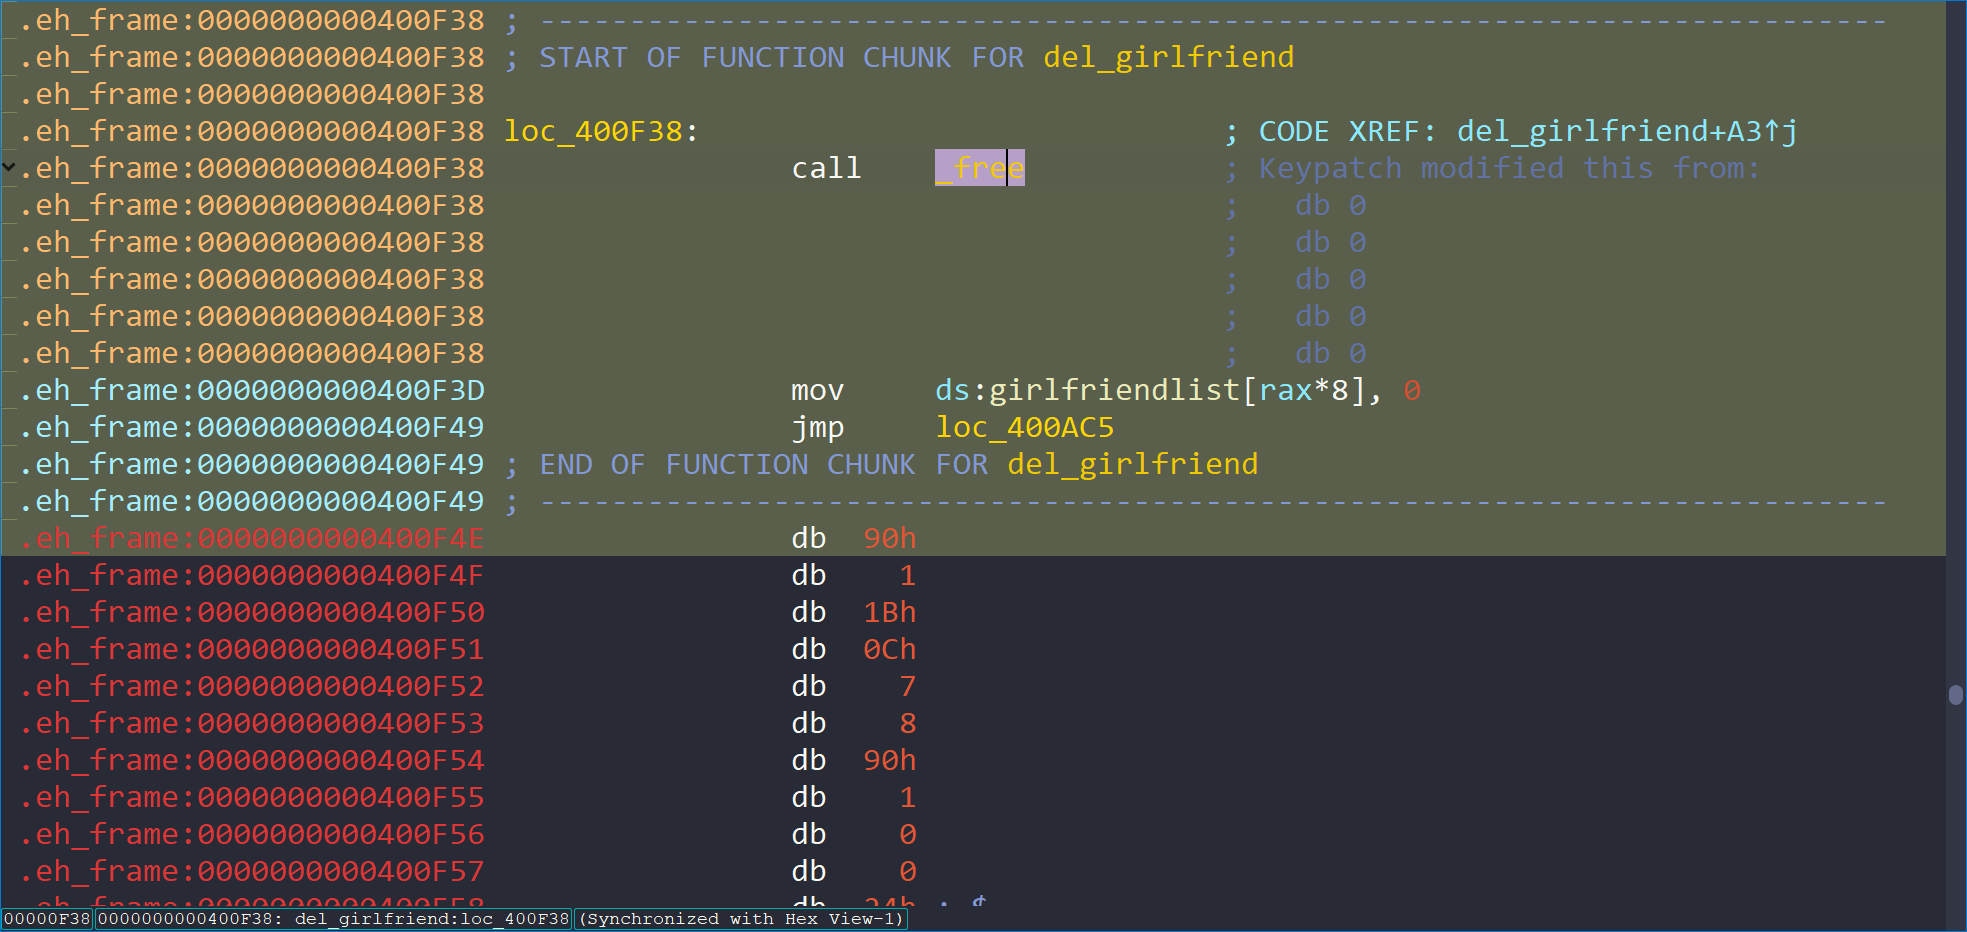 .eh_frame:0000000000400F38 ; ---------------------------------------------------------------------------
.eh_frame:0000000000400F38 ; START OF FUNCTION CHUNK FOR del_girlfriend
.eh_frame:0000000000400F38
.eh_frame:0000000000400F38 loc_400F38: ; CODE XREF: del_girlfriend+A3↑j
.eh_frame:0000000000400F38 call _free ; Keypatch modified this from:
.eh_frame:0000000000400F38 ; db 0
.eh_frame:0000000000400F38 ; db 0
.eh_frame:0000000000400F38 ; db 0
.eh_frame:0000000000400F38 ; db 0
.eh_frame:0000000000400F38 ; db 0
.eh_frame:0000000000400F3D mov ds:girlfriendlist[rax*8], 0
.eh_frame:0000000000400F49 jmp loc_400AC5
.eh_frame:0000000000400F49 ; END OF FUNCTION CHUNK FOR del_girlfriend
.eh_frame:0000000000400F49 ; ---------------------------------------------------------------------------
.eh_frame:0000000000400F4E db 90h
.eh_frame:0000000000400F4F db 1
.eh_frame:0000000000400F50 db 1Bh
.eh_frame:0000000000400F51 db 0Ch
.eh_frame:0000000000400F52 db 7
.eh_frame:0000000000400F53 db 8
.eh_frame:0000000000400F54 db 90h
.eh_frame:0000000000400F55 db 1
.eh_frame:0000000000400F56 db 0
.eh_frame:0000000000400F57 db 0
.eh_frame:0000000000400F58 db 24h ; $
00000F38 0000000000400F38: del_girlfriend:loc_400F38 (Synchronized with Hex View-1)